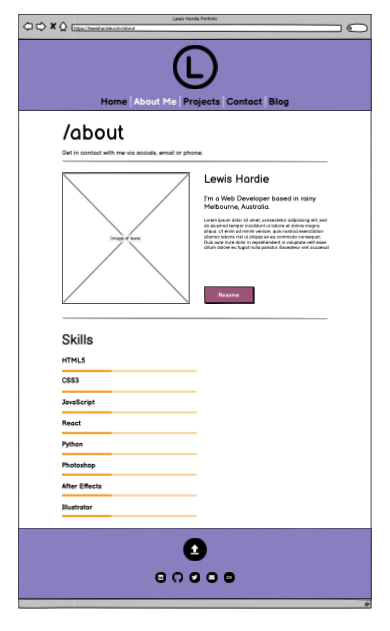 Lewis Hardie Portfolio
https://lewishardie.com/about
L
Home | About Me | Projects | Contact | Blog
/about
Get in contact with me via socials, email or phone.
Image of lewis
Lewis Hardie
I'm a Web Developer based in rainy
Melbourne, Australia.
Lorem ipsum dolor sit amet, consectetur adipiscing elit, sed
do eiusmod tempor incididunt ut labore et dolore magna
aliqua. Ut enim ad minim veniam, quis nostrud exercitation
ullamco laboris nisi ut aliquip ex ea commodo consequat.
Duis aute irure dolor in reprehenderit in voluptate velit esse
cillum dolore eu fugiat nulla pariatur. Excepteur sint occaecat
Resume
Skills
HTML5
CSS3
JavaScript
React
Python
Photoshop
After Effects
Illustrator